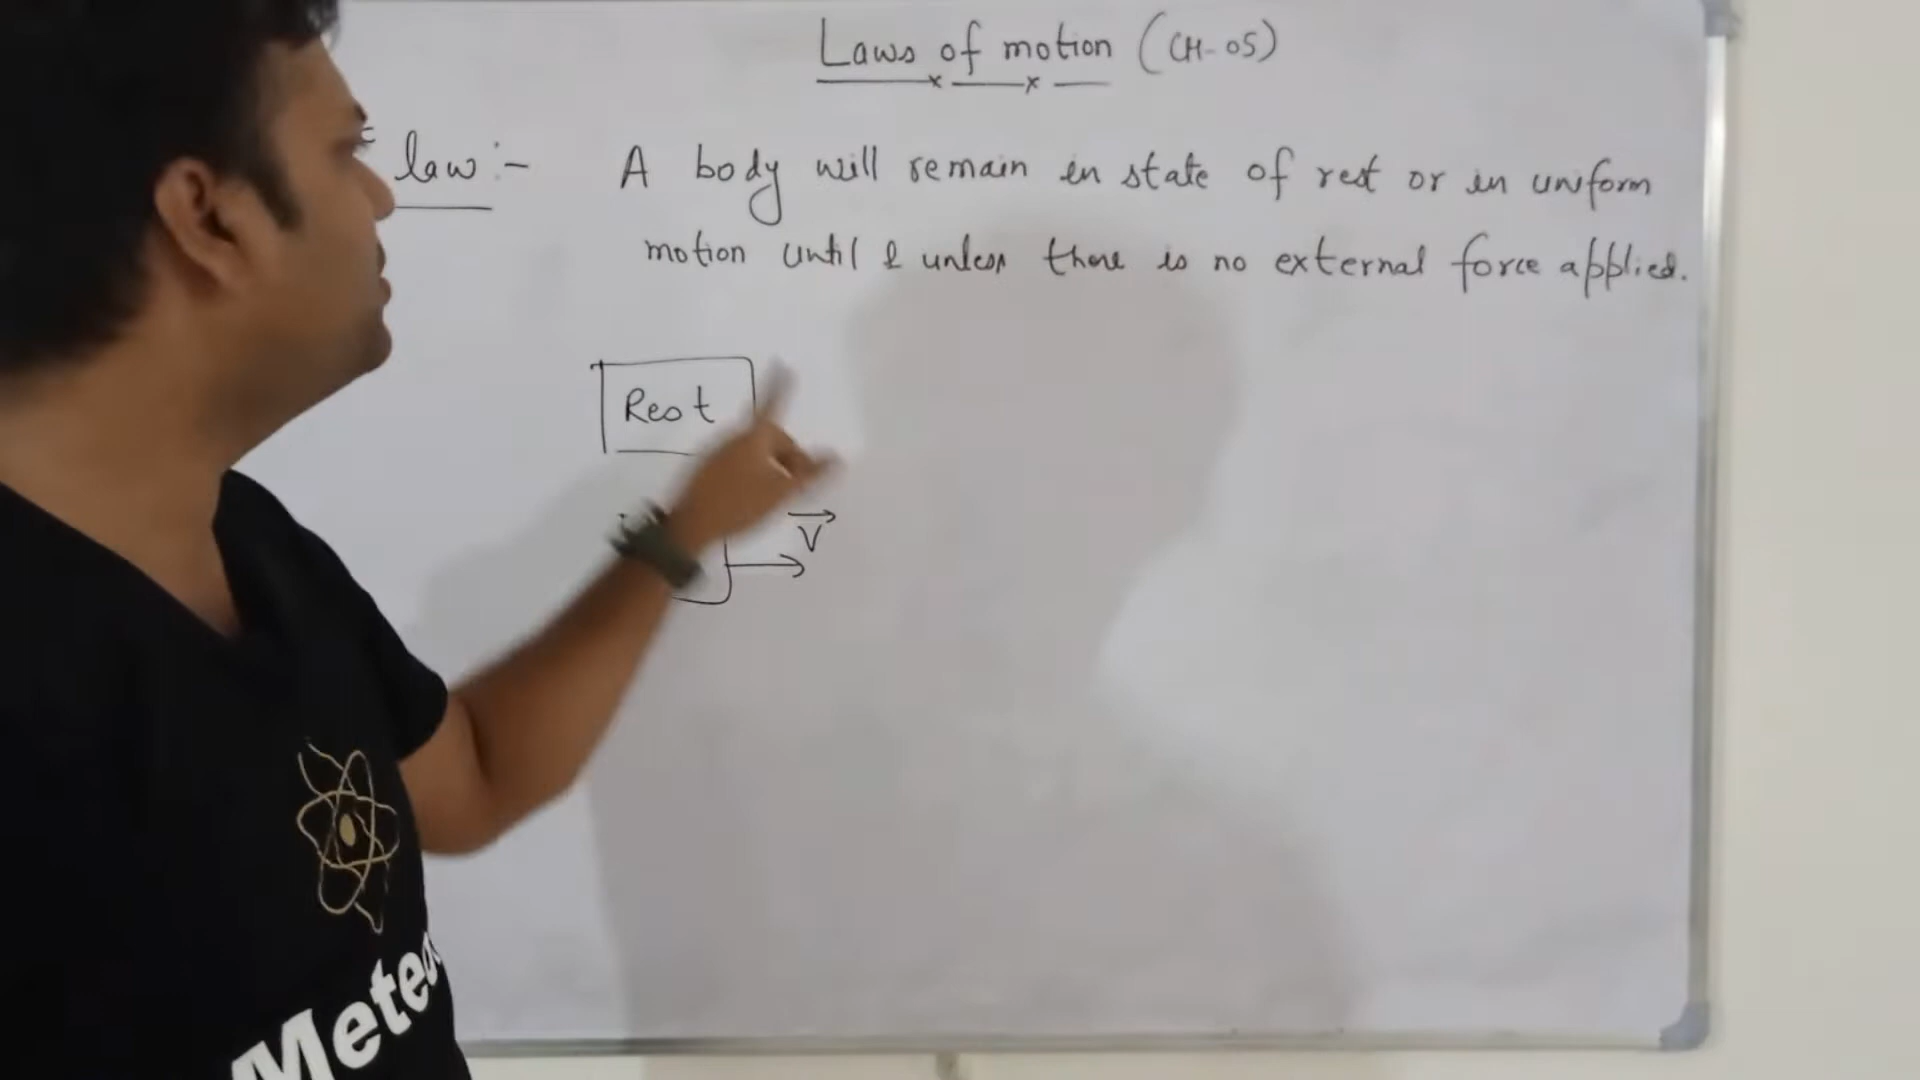 Laws of motion (CH-05)
law :- A body will remain in state of rest or in uniform
motion until & unless there is no external force applied.
Rest
V